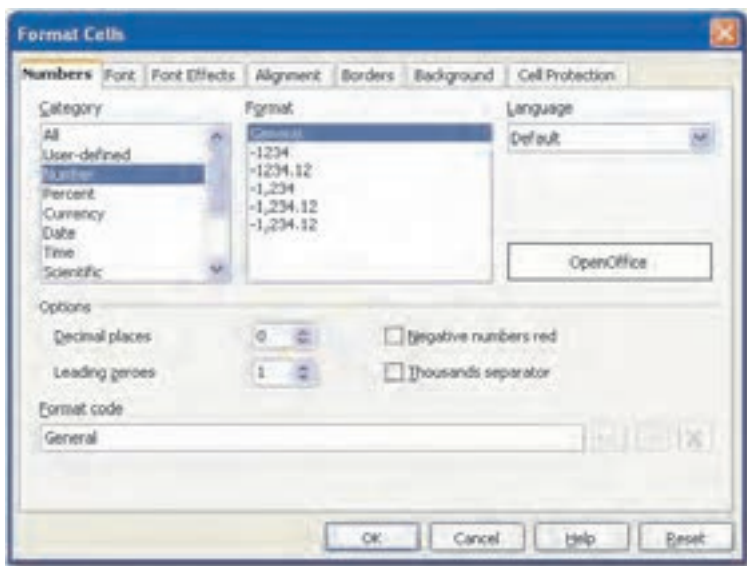 Format Cells
Numbers Font Font Effects Alignment Borders Background Cell Protection
Category Format Language
All General Default
User-defined -1234
Number -1234.12
Percent -1,234
Currency -1,234.12
Date -1,234.12
Time
Scientific OpenOffice
Options
Decimal places 0 Negative numbers red
Leading zeroes 1 Thousands separator
Format code
General
OK Cancel Help Reset